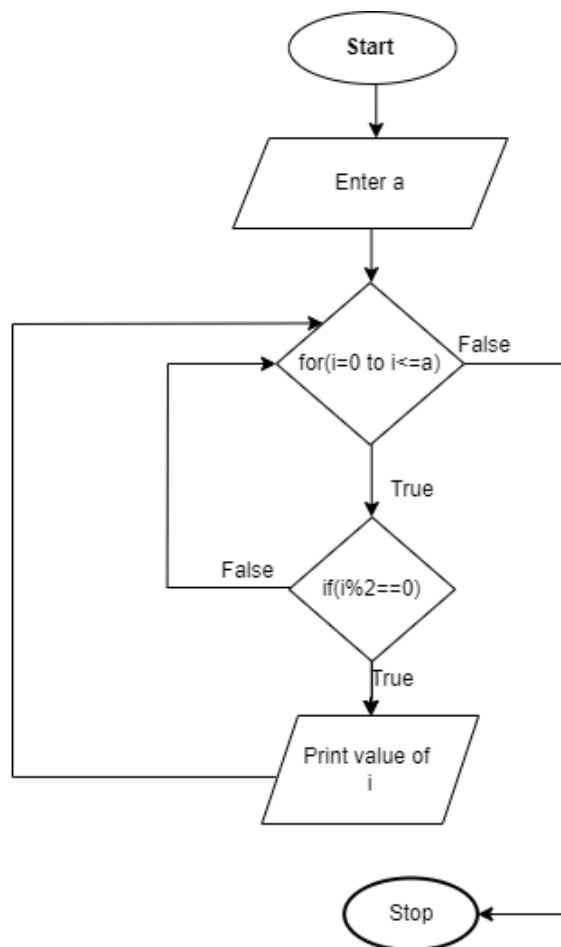 Start
Enter a
for(i=0 to i<=a)
False
True
if(i%2==0)
False
True
Print value of
i
Stop